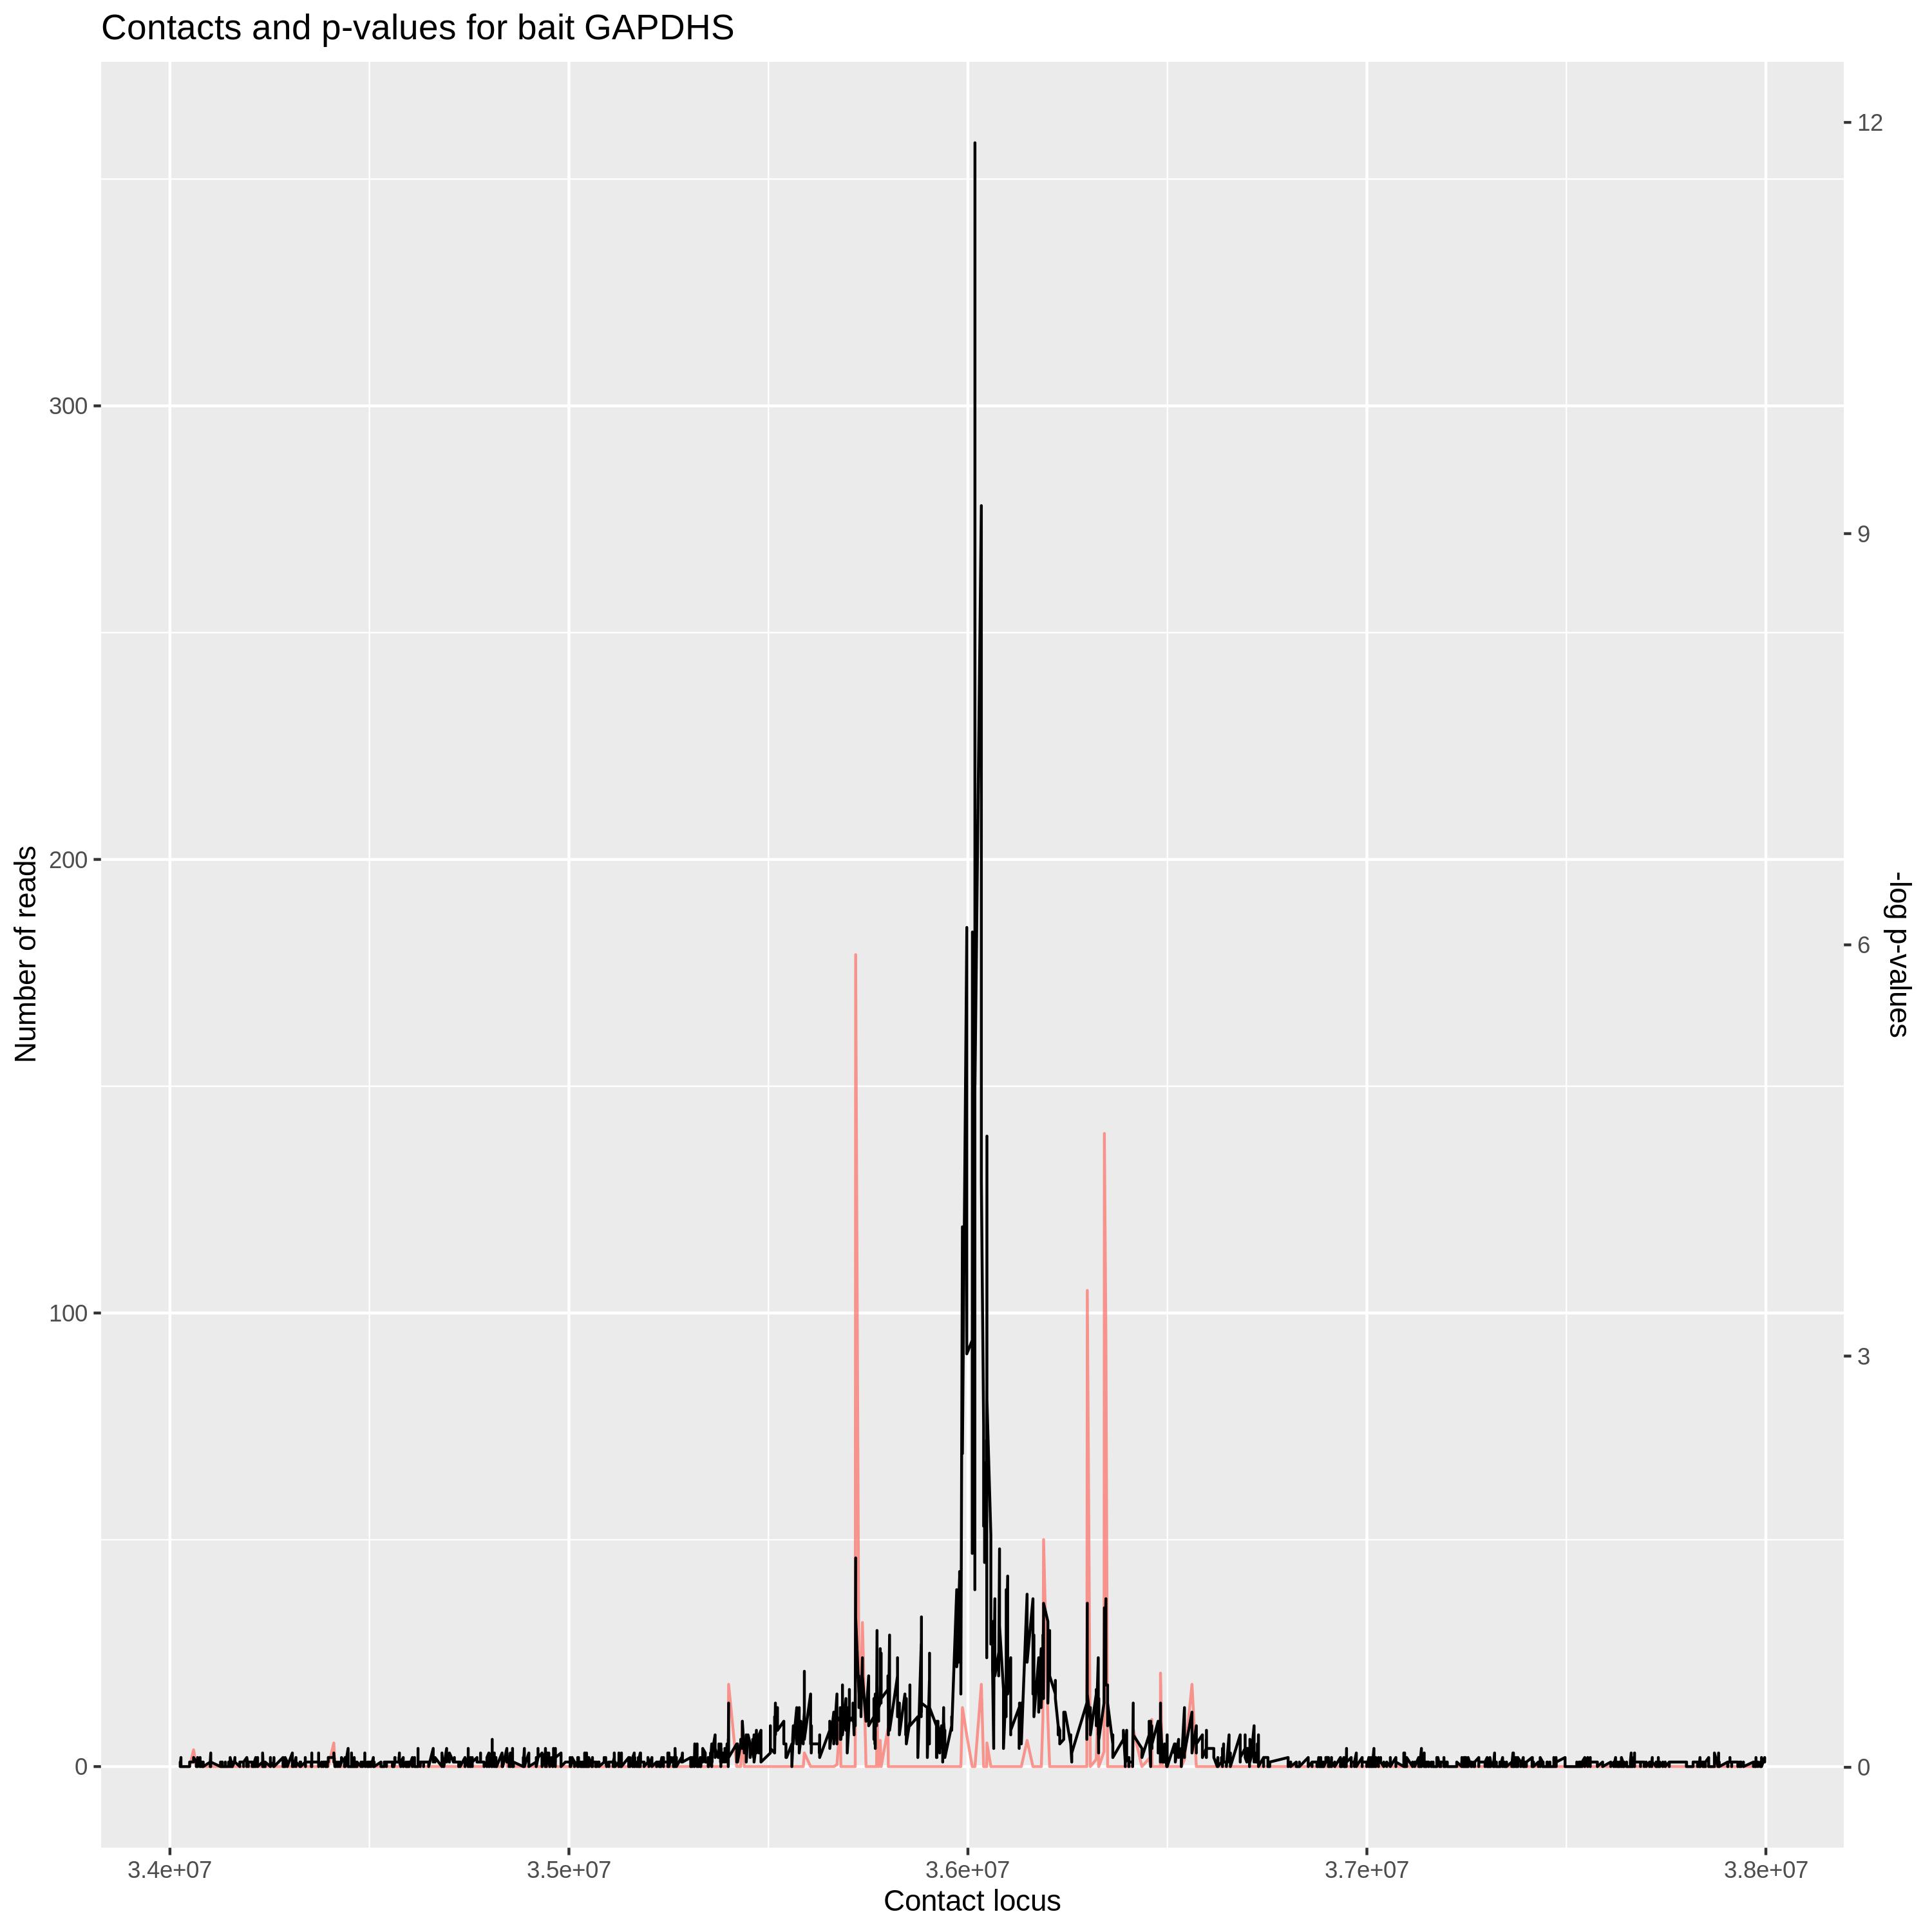 Contacts and p-values for bait GAPDHS
Number of reads
300
200
100
0
12
9
6
3
0
-log p-values
3.4e+07 3.5e+07 3.6e+07 3.7e+07 3.8e+07
Contact locus